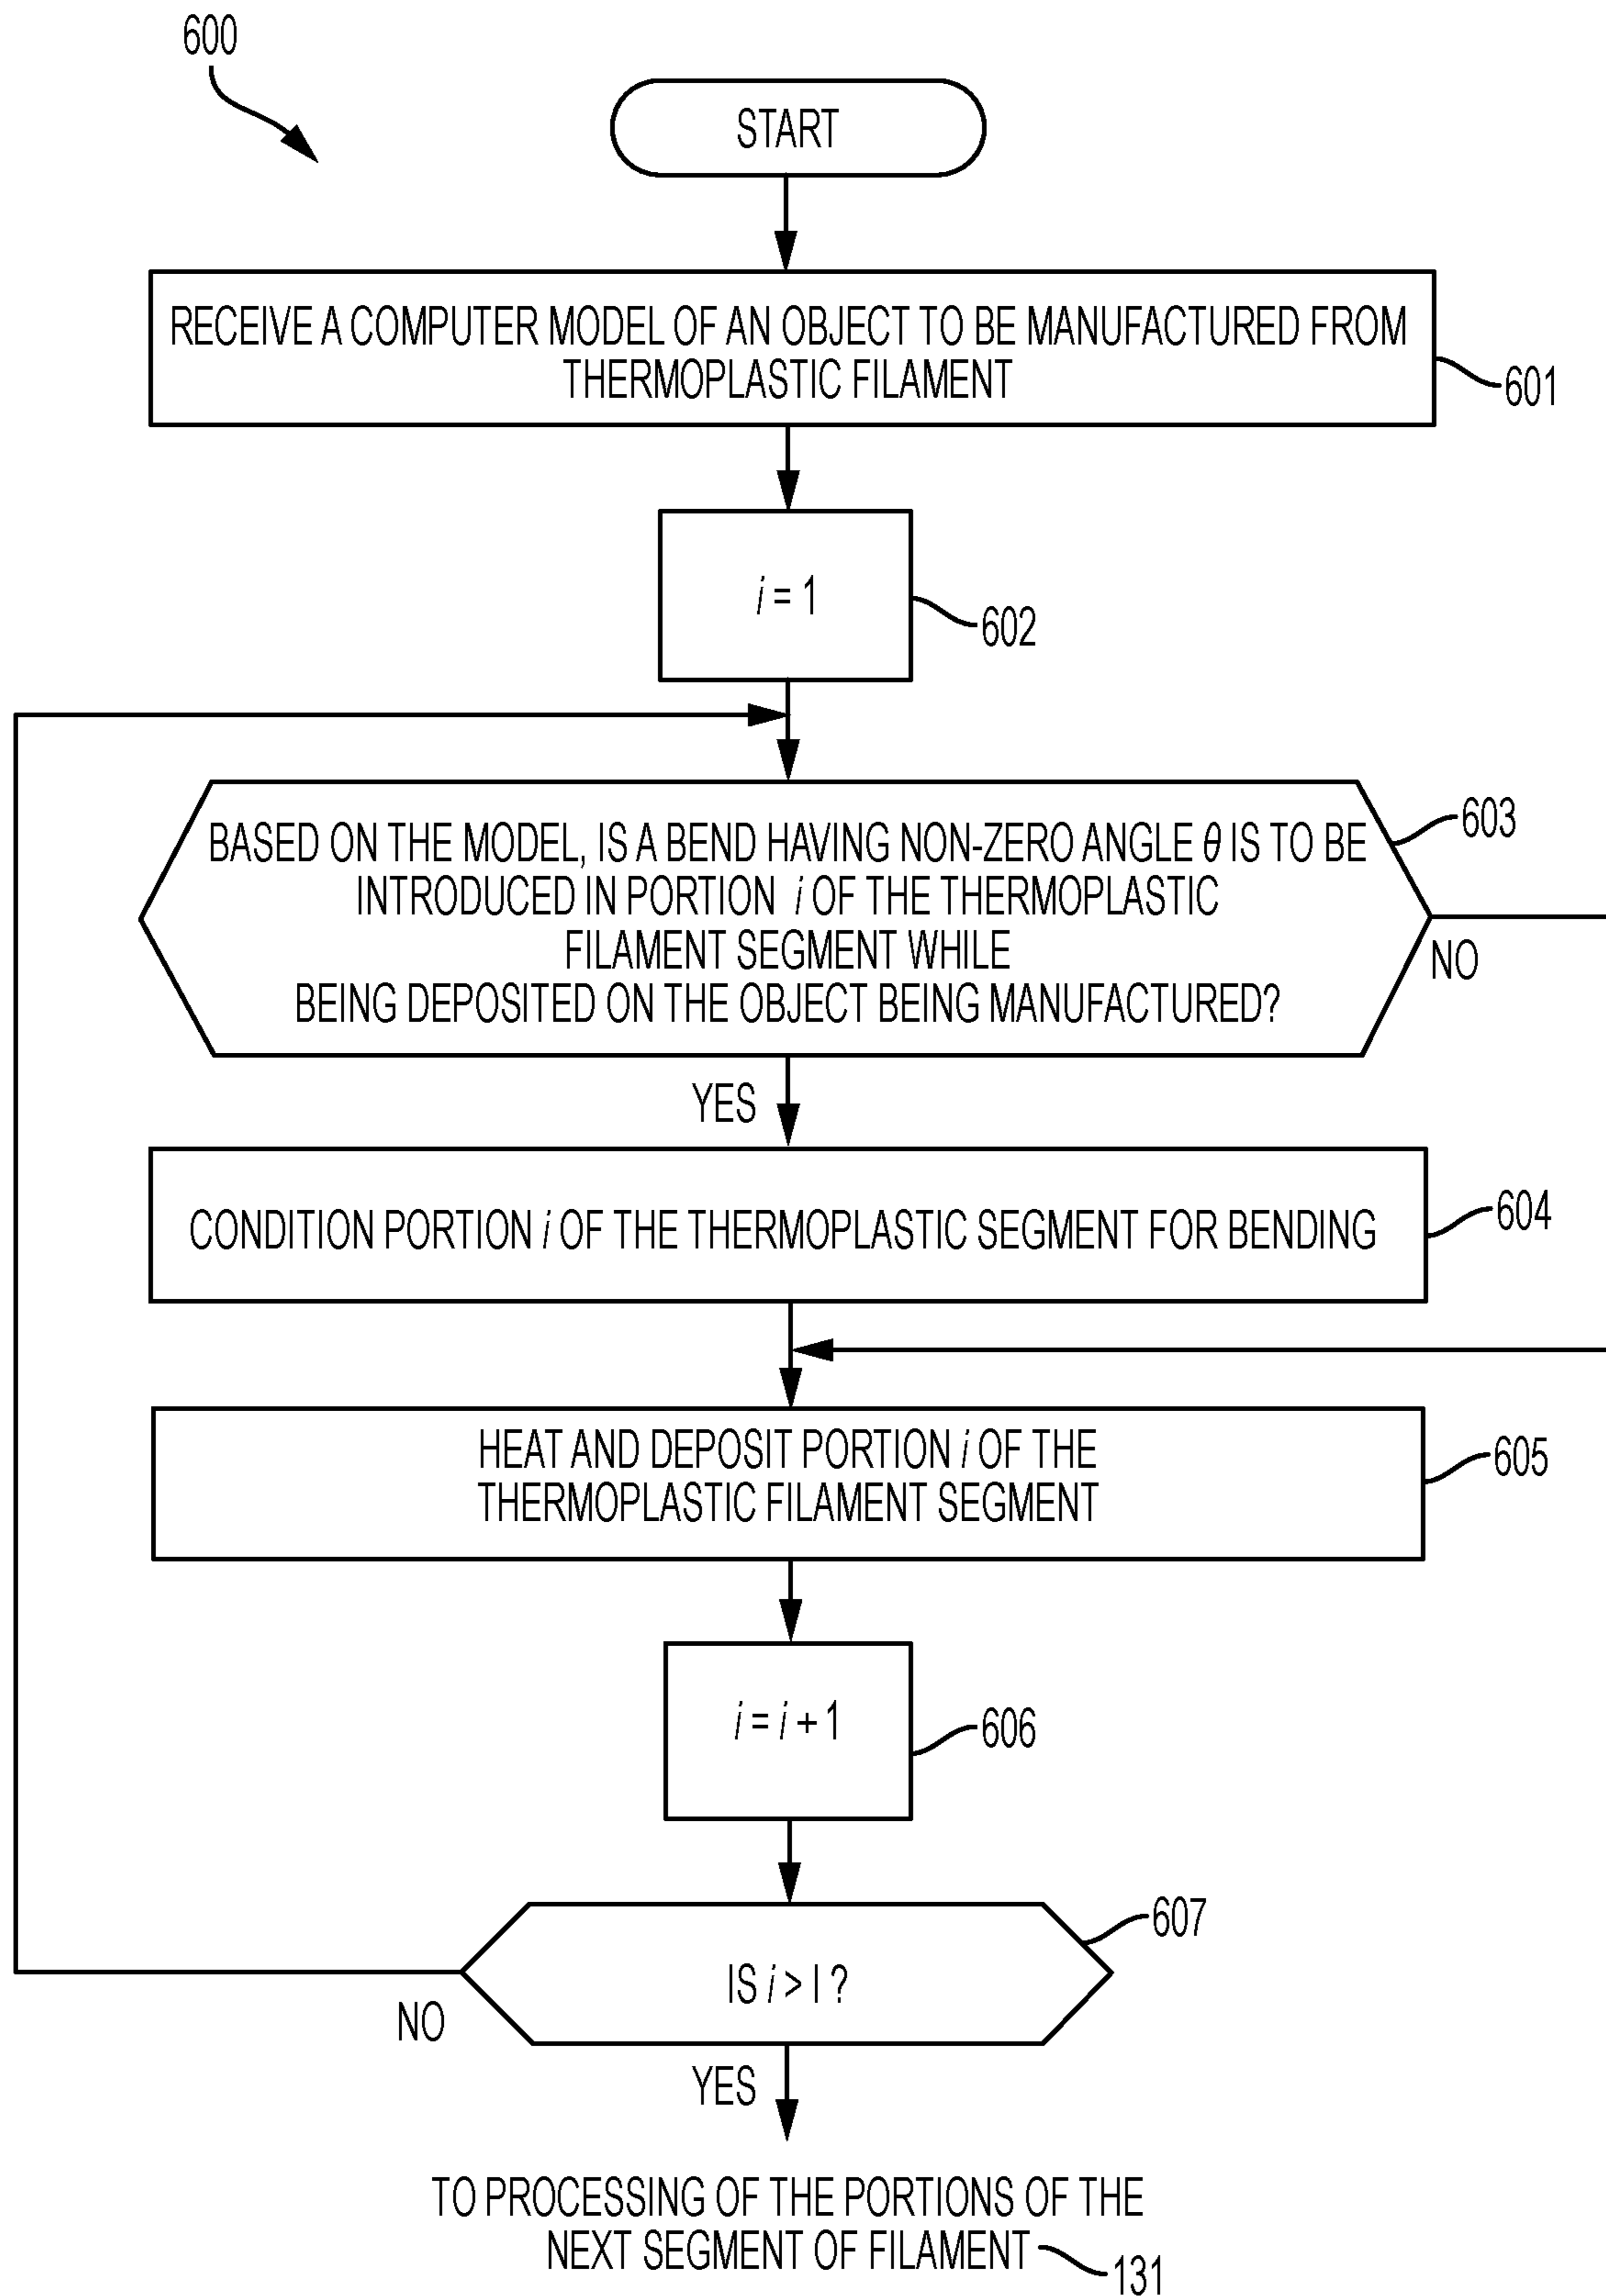 600
START
RECEIVE A COMPUTER MODEL OF AN OBJECT TO BE MANUFACTURED FROM
THERMOPLASTIC FILAMENT
601
i = 1
602
BASED ON THE MODEL, IS A BEND HAVING NON-ZERO ANGLE θ IS TO BE
INTRODUCED IN PORTION i OF THE THERMOPLASTIC
FILAMENT SEGMENT WHILE
BEING DEPOSITED ON THE OBJECT BEING MANUFACTURED?
603
NO
YES
CONDITION PORTION i OF THE THERMOPLASTIC SEGMENT FOR BENDING
604
HEAT AND DEPOSIT PORTION i OF THE
THERMOPLASTIC FILAMENT SEGMENT
605
i = i + 1
606
IS i > I ?
607
NO
YES
TO PROCESSING OF THE PORTIONS OF THE
NEXT SEGMENT OF FILAMENT
131